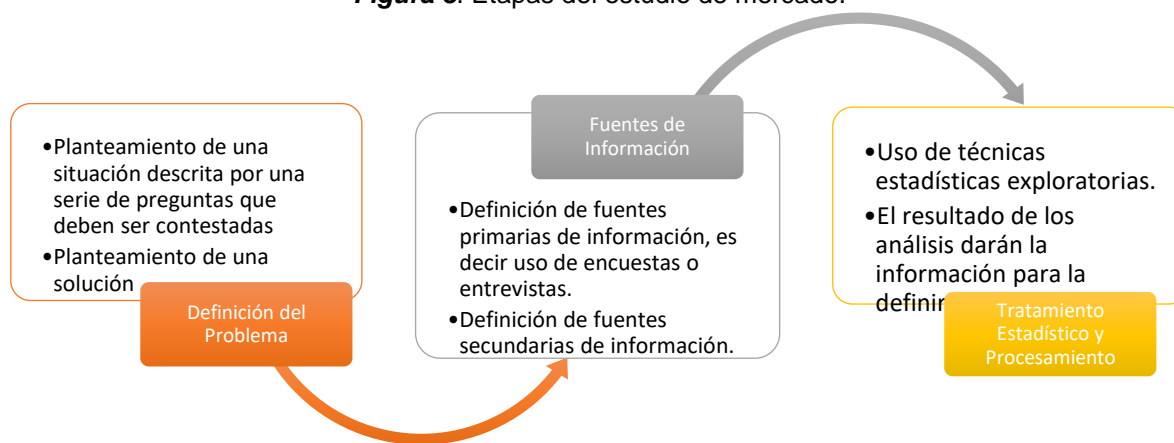 Etapas del estudio de mercado.
•Planteamiento de una
situación descrita por una
serie de preguntas que
deben ser contestadas
•Planteamiento de una
solución
Definición del
Problema
Fuentes de
Información
•Definición de fuentes
primarias de información, es
decir uso de encuestas o
entrevistas.
•Definición de fuentes
secundarias de información.
•Uso de técnicas
estadísticas exploratorias.
•El resultado de los
análisis darán la
información para la
Tratamiento
Estadístico y
Procesamiento